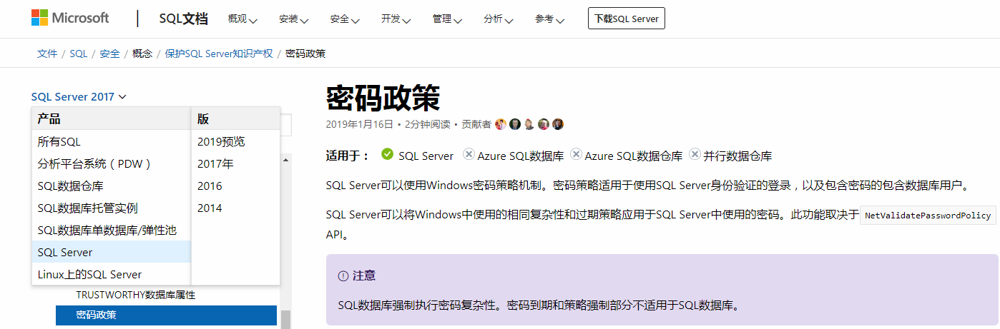 Microsoft SQL文档 概观 安装 安全 开发 管理 分析 参考 下载SQL Server
文件 / SQL / 安全 / 概念 / 保护SQL Server知识产权 / 密码政策
SQL Server 2017
产品 版
所有SQL 2019预览
分析平台系统（PDW） 2017年
SQL数据仓库 2016
SQL数据库托管实例 2014
SQL数据库单数据库/弹性池
SQL Server
Linux上的SQL Server
TRUSTWORTHY数据库属性
密码政策
密码政策
2019年1月16日 • 2分钟阅读 • 贡献者
适用于： SQL Server Azure SQL数据库 Azure SQL数据仓库 并行数据仓库
SQL Server可以使用Windows密码策略机制。密码策略适用于使用SQL Server身份验证的登录，以及包含密码的包含数据库用户。
SQL Server可以将Windows中使用的相同复杂性和过期策略应用于SQL Server中使用的密码。此功能取决于 NetValidatePasswordPolicy
API。
注意
SQL数据库强制执行密码复杂性。密码到期和策略强制部分不适用于SQL数据库。